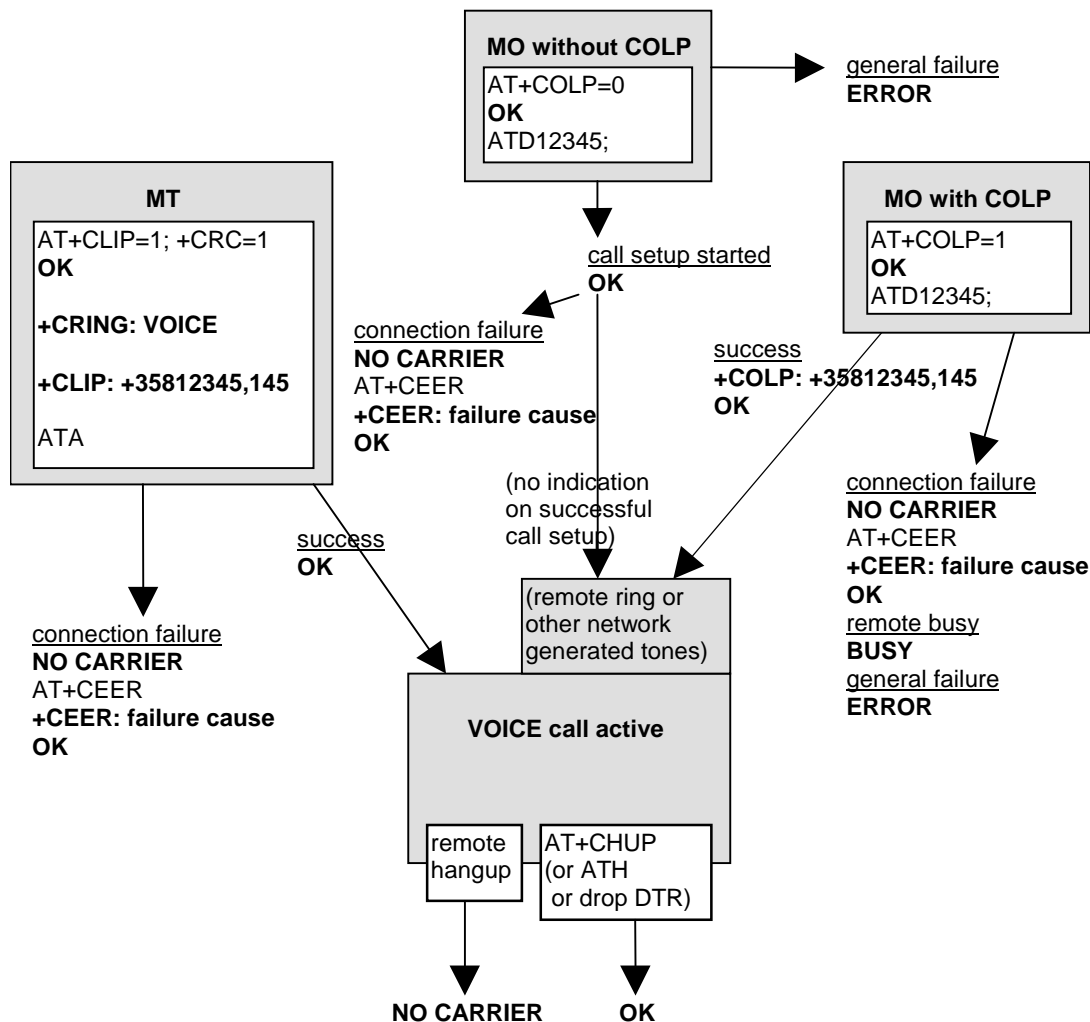 MO without COLP
AT+COLP=0
OK
ATD12345;
general failure
ERROR
MT
AT+CLIP=1; +CRC=1
OK
+CRING: VOICE
+CLIP: +35812345,145
ATA
MO with COLP
AT+COLP=1
OK
ATD12345;
call setup started
OK
connection failure
NO CARRIER
AT+CEER
+CEER: failure cause
OK
success
+COLP: +35812345,145
OK
(no indication
on successful
call setup)
connection failure
NO CARRIER
AT+CEER
+CEER: failure cause
OK
remote busy
BUSY
general failure
ERROR
success
OK
connection failure
NO CARRIER
AT+CEER
+CEER: failure cause
OK
(remote ring or
other network
generated tones)
VOICE call active
remote
hangup
AT+CHUP
(or ATH
or drop DTR)
NO CARRIER
OK